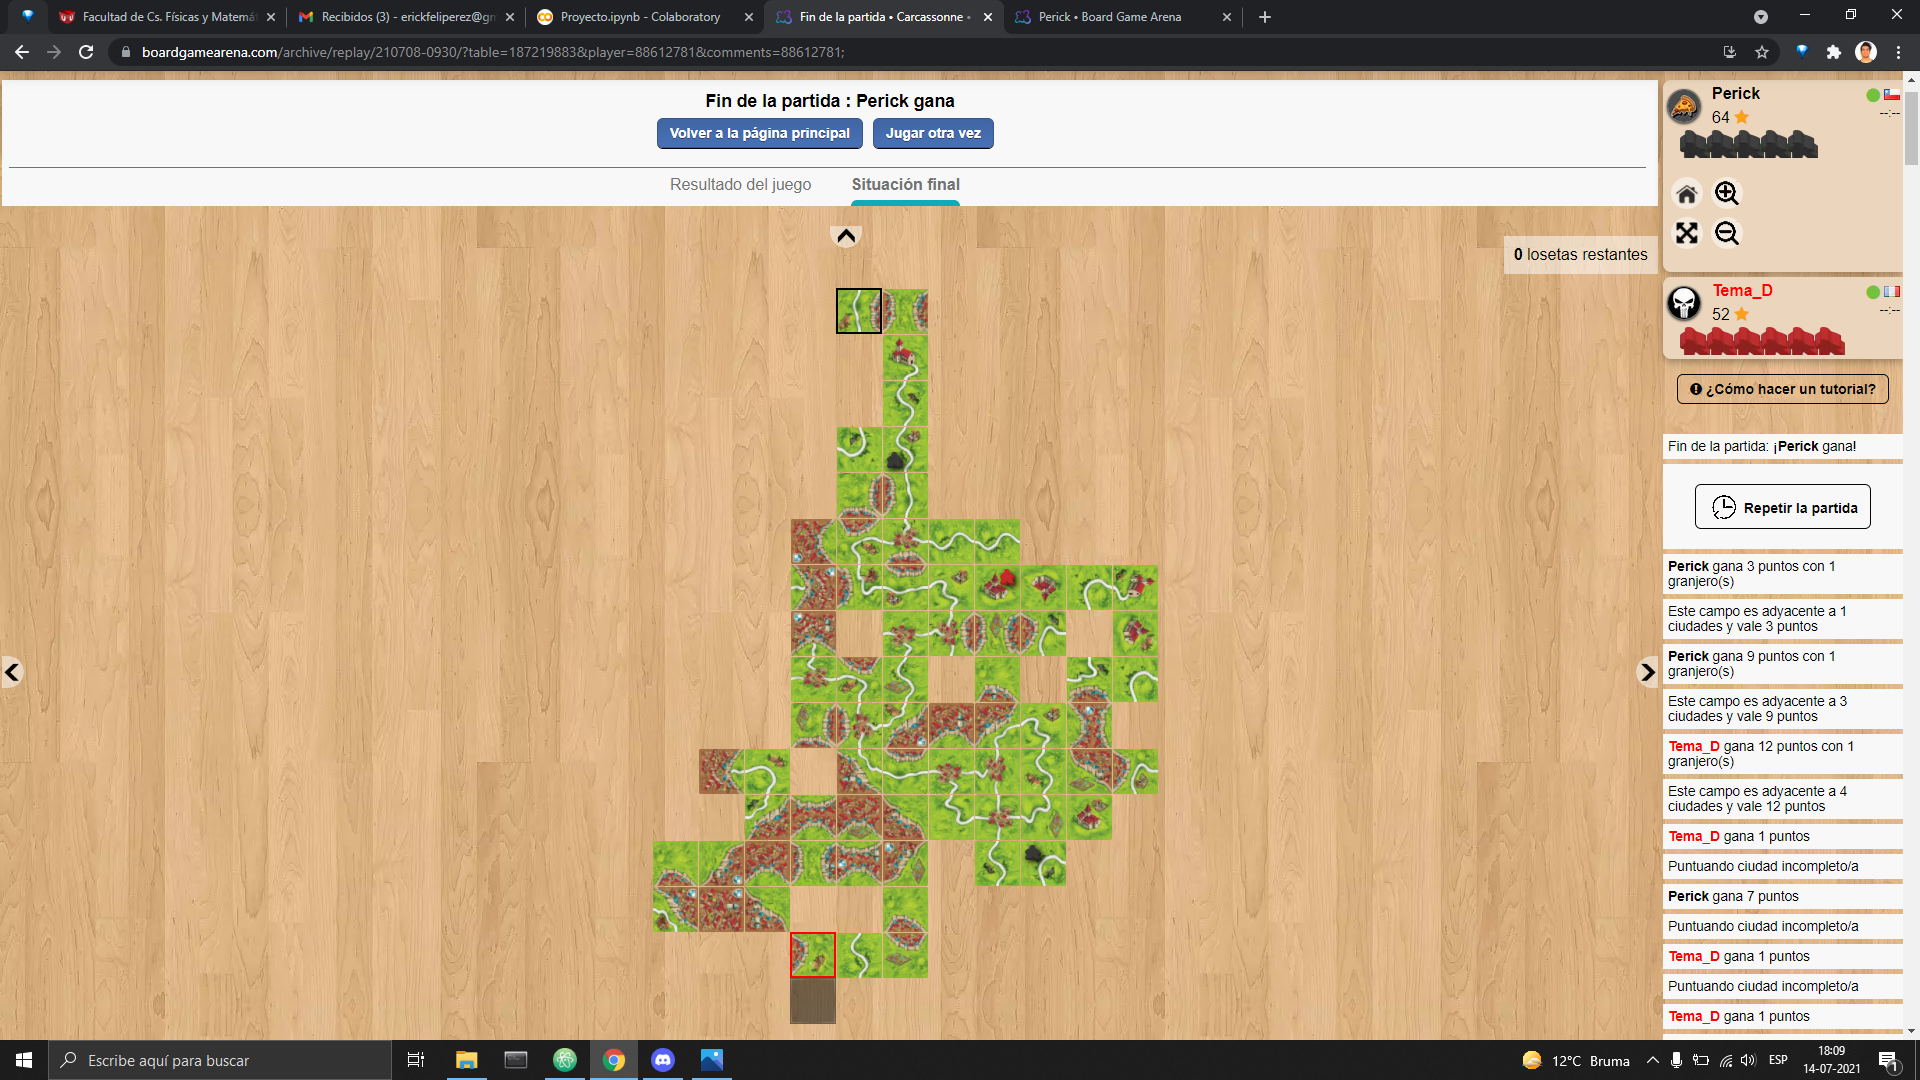 Facultad de Cs. Físicas y Matemá
Recibidos (3) - erickfeliperez@gm
Proyecto.ipynb - Colaboratory
Fin de la partida • Carcassonne •
Perick • Board Game Arena
boardgamearena.com/archive/replay/210708-0930/?table=187219883&player=88612781&comments=88612781;
Fin de la partida : Perick gana
Volver a la página principal
Jugar otra vez
Resultado del juego
Situación final
0 losetas restantes
Perick
64
--:--
Tema_D
52
--:--
¿Cómo hacer un tutorial?
Fin de la partida: ¡Perick gana!
Repetir la partida
Perick gana 3 puntos con 1
granjero(s)
Este campo es adyacente a 1
ciudades y vale 3 puntos
Perick gana 9 puntos con 1
granjero(s)
Este campo es adyacente a 3
ciudades y vale 9 puntos
Tema_D gana 12 puntos con 1
granjero(s)
Este campo es adyacente a 4
ciudades y vale 12 puntos
Tema_D gana 1 puntos
Puntuando ciudad incompleto/a
Perick gana 7 puntos
Puntuando ciudad incompleto/a
Tema_D gana 1 puntos
Puntuando ciudad incompleto/a
Tema_D gana 1 puntos
Escribe aquí para buscar
12°C Bruma
ESP
18:09
14-07-2021
1